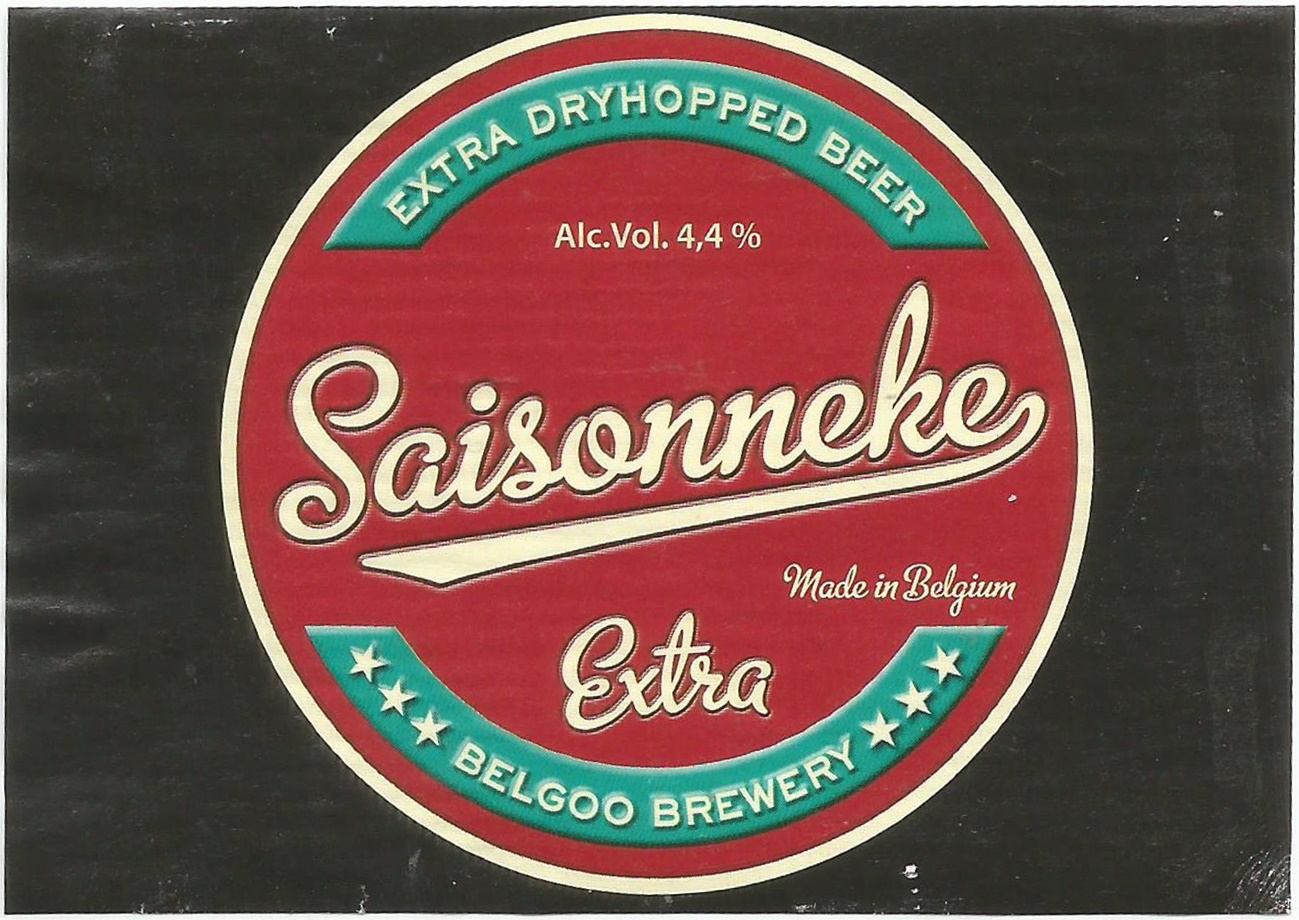 EXTRA DRYHOPPED BEER
Alc.Vol. 4,4 %
Saisonneke
Made in Belgium
Extra
BELGOO BREWERY